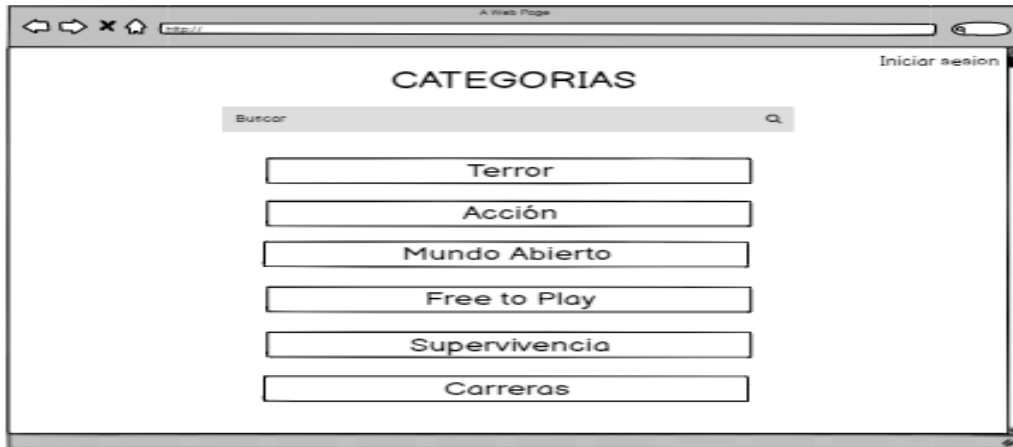 A Web Page
http://
Iniciar sesion
CATEGORIAS
Buscar
Terror
Acción
Mundo Abierto
Free to Play
Supervivencia
Carreras